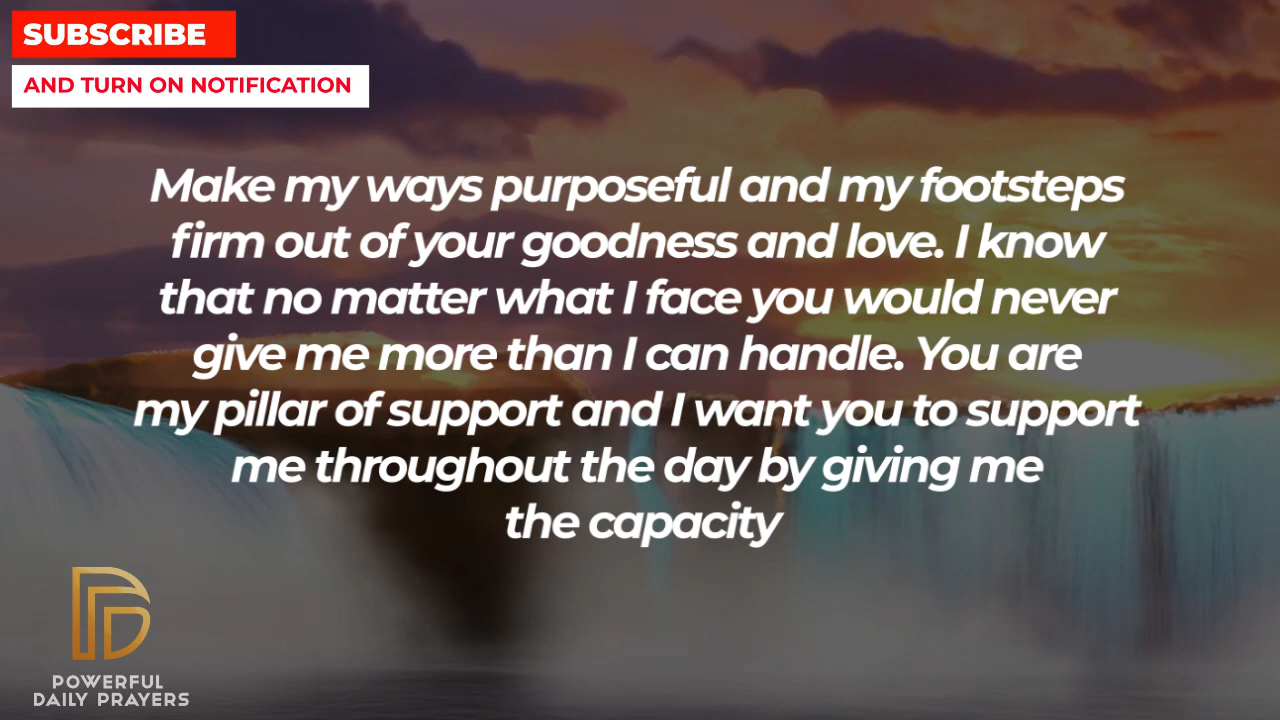 SUBSCRIBE
AND TURN ON NOTIFICATION
Make my ways purposeful and my footsteps
firm out of your goodness and love. I know
that no matter what I face you would never
give me more than I can handle. You are
my pillar of support and I want you to support
me throughout the day by giving me
the capacity
POWERFUL
DAILY PRAYERS